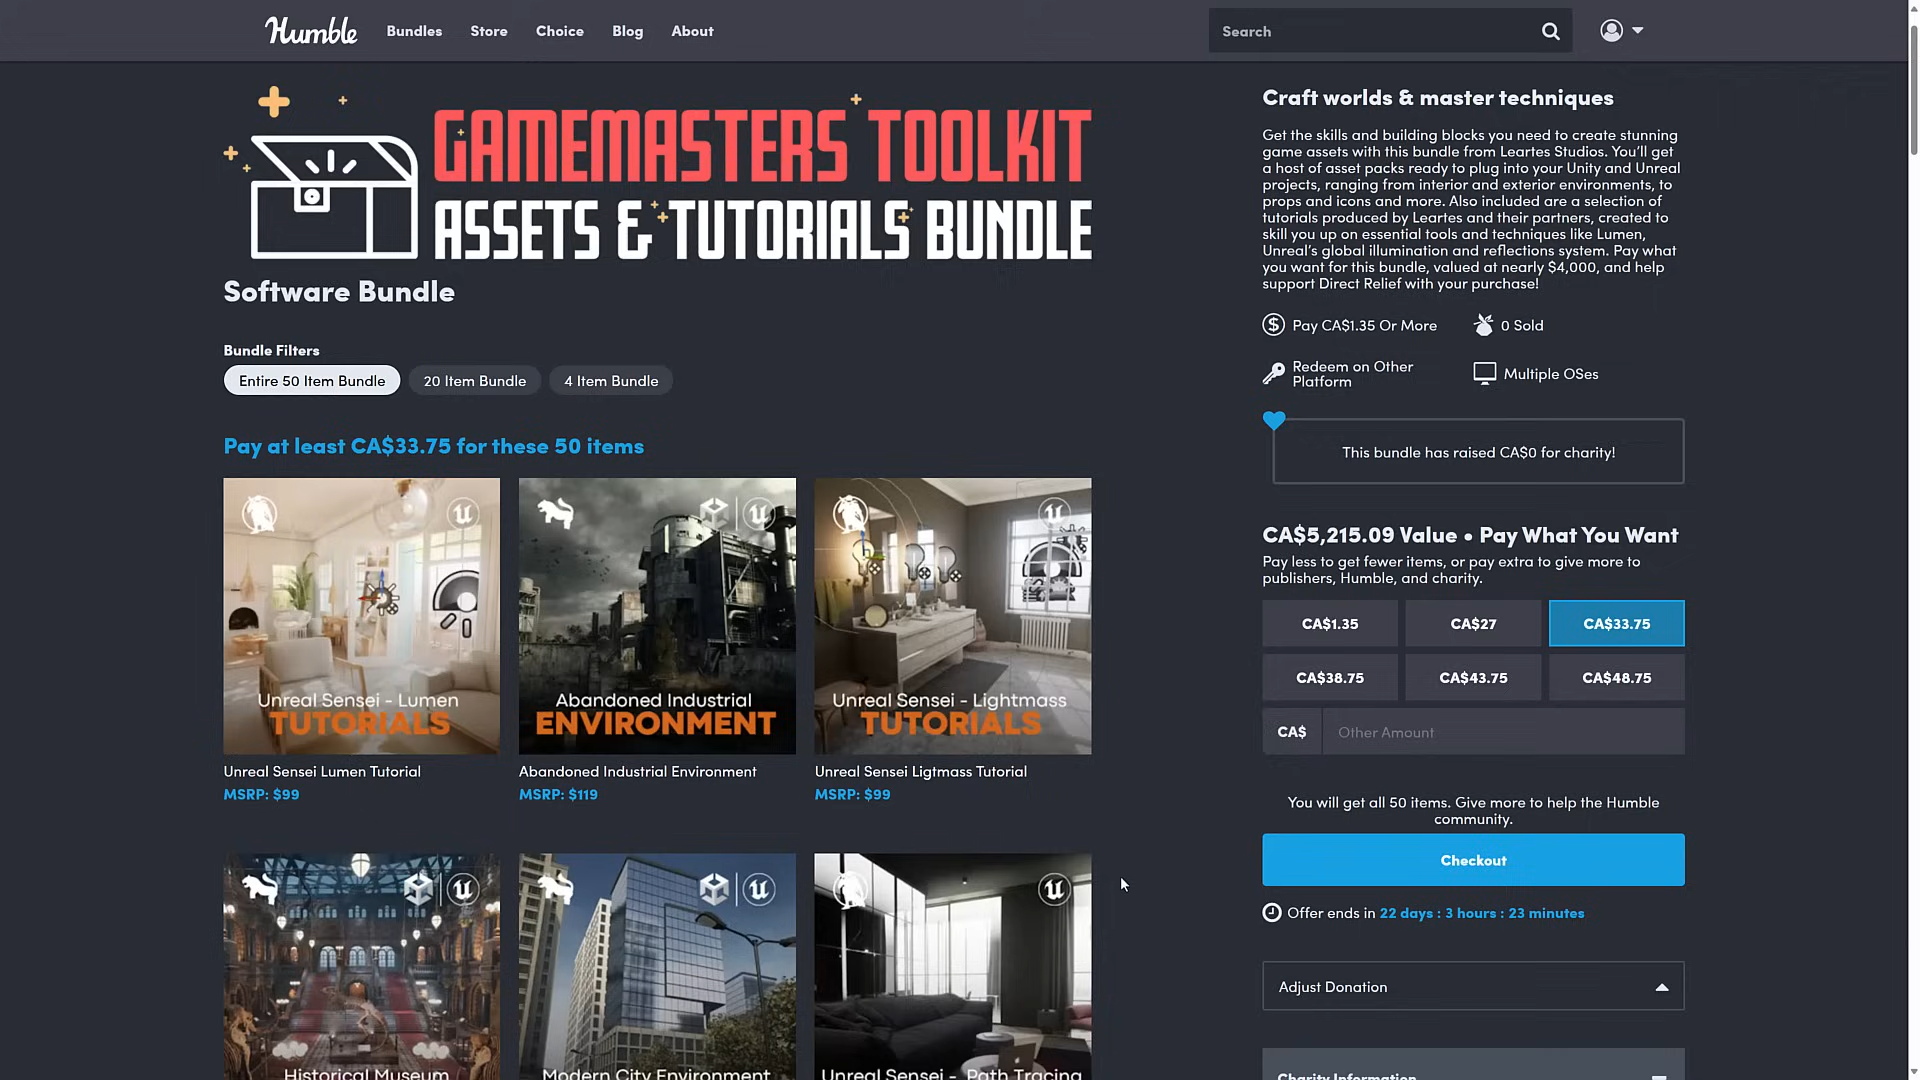 Humble
Bundles
Store
Choice
Blog
About
Search
GAMEMASTERS TOOLKIT
ASSETS & TUTORIALS BUNDLE
Software Bundle
Bundle Filters
Entire 50 Item Bundle
20 Item Bundle
4 Item Bundle
Pay at least CA$33.75 for these 50 items
Unreal Sensei - Lumen
TUTORIALS
Abandoned Industrial
ENVIRONMENT
Unreal Sensei - Lightmass
TUTORIALS
Unreal Sensei Lumen Tutorial
MSRP: $99
Abandoned Industrial Environment
MSRP: $119
Unreal Sensei Ligtmass Tutorial
MSRP: $99
Historical Museum
Modern City Environment
Unreal Sensei - Path Tracing
Craft worlds & master techniques
Get the skills and building blocks you need to create stunning
game assets with this bundle from Leartes Studios. You'll get
a host of asset packs ready to plug into your Unity and Unreal
projects, ranging from interior and exterior environments, to
props and icons and more. Also included are a selection of
tutorials produced by Leartes and their partners, created to
skill you up on essential tools and techniques like Lumen,
Unreal's global illumination and reflections system. Pay what
you want for this bundle, valued at nearly $4,000, and help
support Direct Relief with your purchase!
Pay CA$1.35 Or More
0 Sold
Redeem on Other
Platform
Multiple OSes
This bundle has raised CA$0 for charity!
CA$5,215.09 Value • Pay What You Want
Pay less to get fewer items, or pay extra to give more to
publishers, Humble, and charity.
CA$1.35
CA$27
CA$33.75
CA$38.75
CA$43.75
CA$48.75
CA$
Other Amount
You will get all 50 items. Give more to help the Humble
community.
Checkout
Offer ends in 22 days : 3 hours : 23 minutes
Adjust Donation
Charity Information